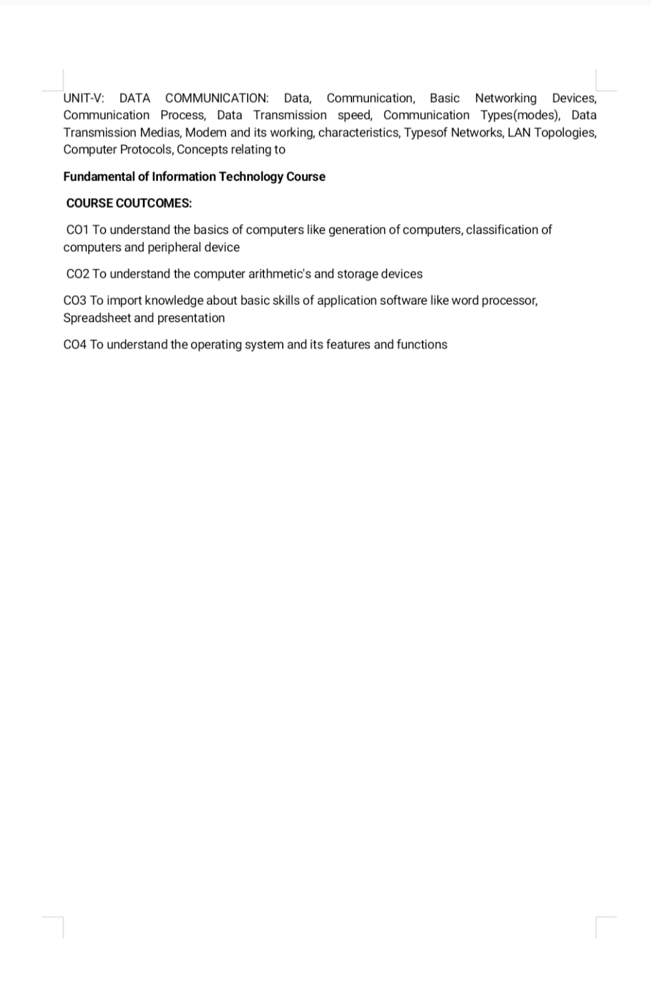 UNIT-V: DATA COMMUNICATION: Data, Communication, Basic Networking Devices,
Communication Process, Data Transmission speed, Communication Types(modes), Data
Transmission Medias, Modem and its working, characteristics, Typesof Networks, LAN Topologies,
Computer Protocols, Concepts relating to
Fundamental of Information Technology Course
COURSE COUTCOMES:
CO1 To understand the basics of computers like generation of computers, classification of
computers and peripheral device
CO2 To understand the computer arithmetic's and storage devices
CO3 To import knowledge about basic skills of application software like word processor,
Spreadsheet and presentation
CO4 To understand the operating system and its features and functions